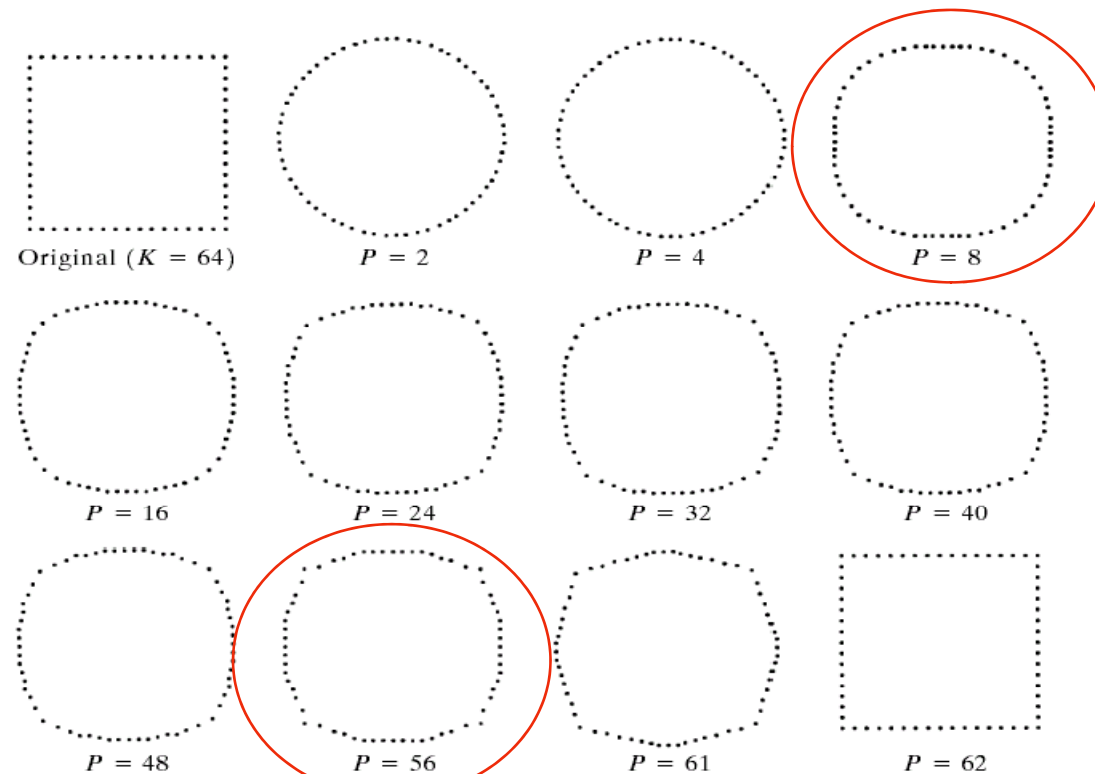 Original (K = 64)
P = 2
P = 4
P = 8
P = 16
P = 24
P = 32
P = 40
P = 48
P = 56
P = 61
P = 62